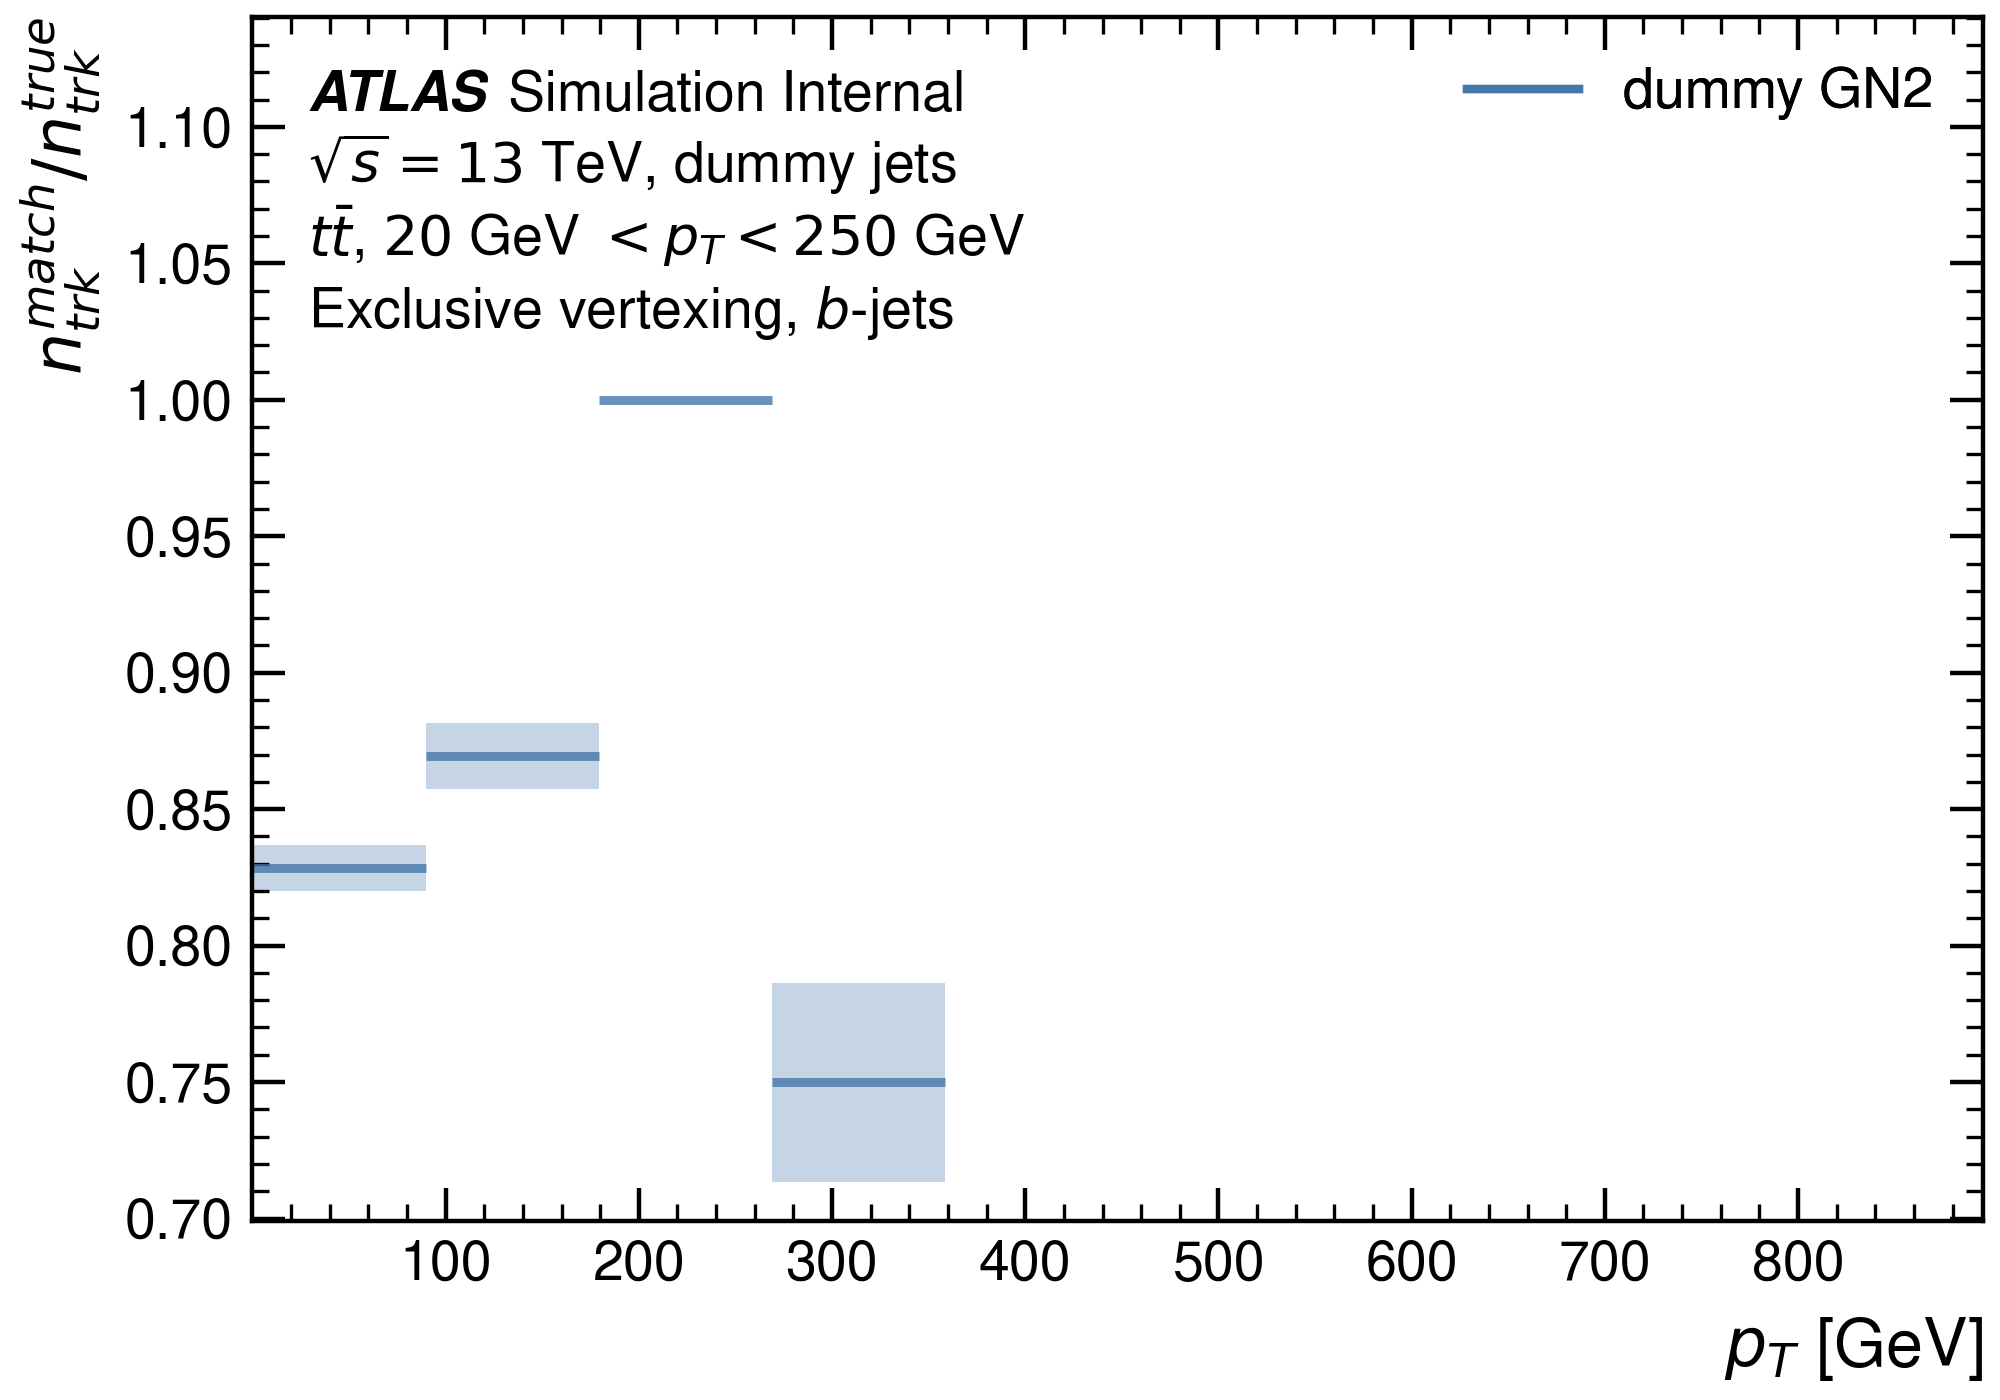 ATLAS Simulation Internal
√s = 13 TeV, dummy jets
tt̄, 20 GeV < p_T < 250 GeV
Exclusive vertexing, b-jets
dummy GN2
n_trk^match/n_trk^true
1.10
1.05
1.00
0.95
0.90
0.85
0.80
0.75
0.70
100 200 300 400 500 600 700 800
p_T [GeV]